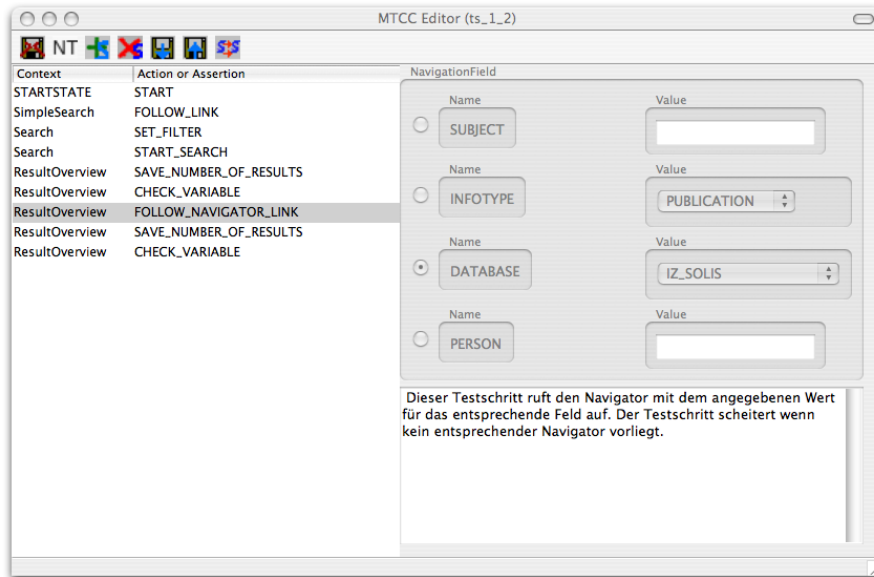 MTCC Editor (ts_1_2)
NT
Context Action or Assertion
STARTSTATE START
SimpleSearch FOLLOW_LINK
Search SET_FILTER
Search START_SEARCH
ResultOverview SAVE_NUMBER_OF_RESULTS
ResultOverview CHECK_VARIABLE
ResultOverview FOLLOW_NAVIGATOR_LINK
ResultOverview SAVE_NUMBER_OF_RESULTS
ResultOverview CHECK_VARIABLE
NavigationField
Name Value
SUBJECT
Name Value
INFOTYPE PUBLICATION
Name Value
DATABASE IZ_SOLIS
Name Value
PERSON
Dieser Testschritt ruft den Navigator mit dem angegebenen Wert
für das entsprechende Feld auf. Der Testschritt scheitert wenn
kein entsprechender Navigator vorliegt.